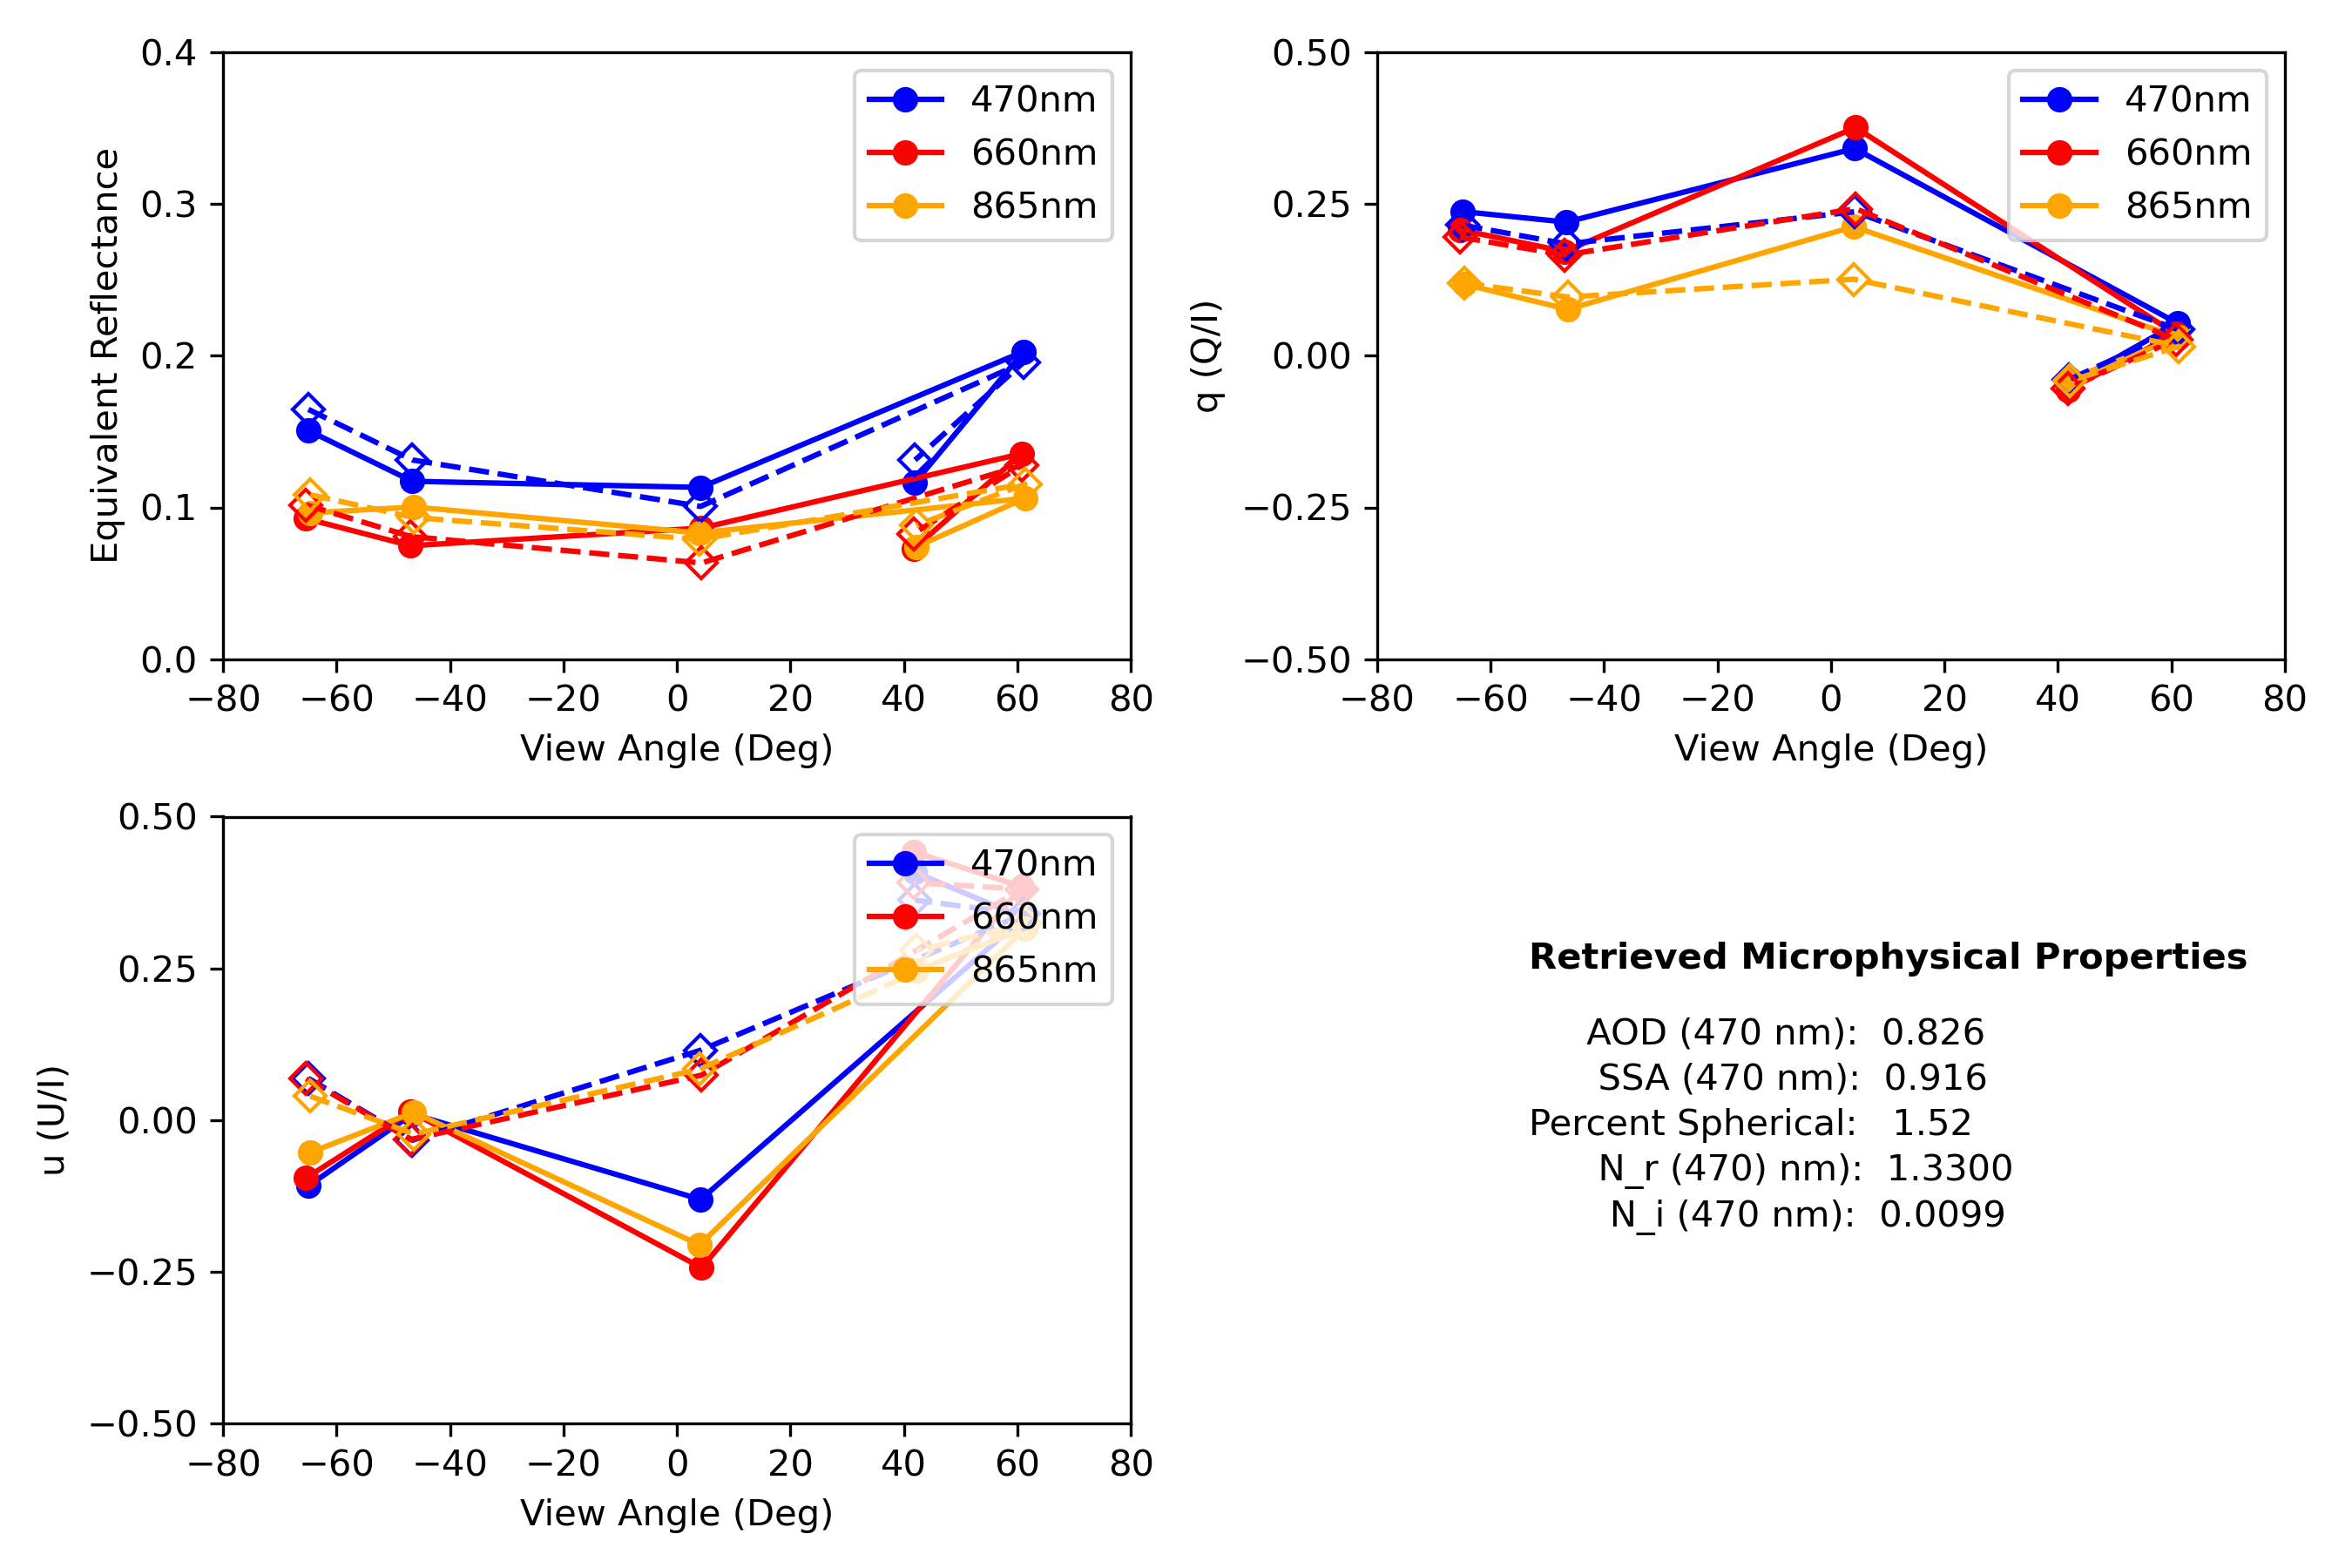 0.4
0.3
0.2
0.1
0.0
Equivalent Reflectance
−80 −60 −40 −20 0 20 40 60 80
View Angle (Deg)
470nm
660nm
865nm
0.50
0.25
0.00
−0.25
−0.50
q (Q/I)
−80 −60 −40 −20 0 20 40 60 80
View Angle (Deg)
470nm
660nm
865nm
0.50
0.25
0.00
−0.25
−0.50
u (U/I)
−80 −60 −40 −20 0 20 40 60 80
View Angle (Deg)
470nm
660nm
865nm
Retrieved Microphysical Properties
AOD (470 nm): 0.826
SSA (470 nm): 0.916
Percent Spherical: 1.52
N_r (470) nm): 1.3300
N_i (470 nm): 0.0099